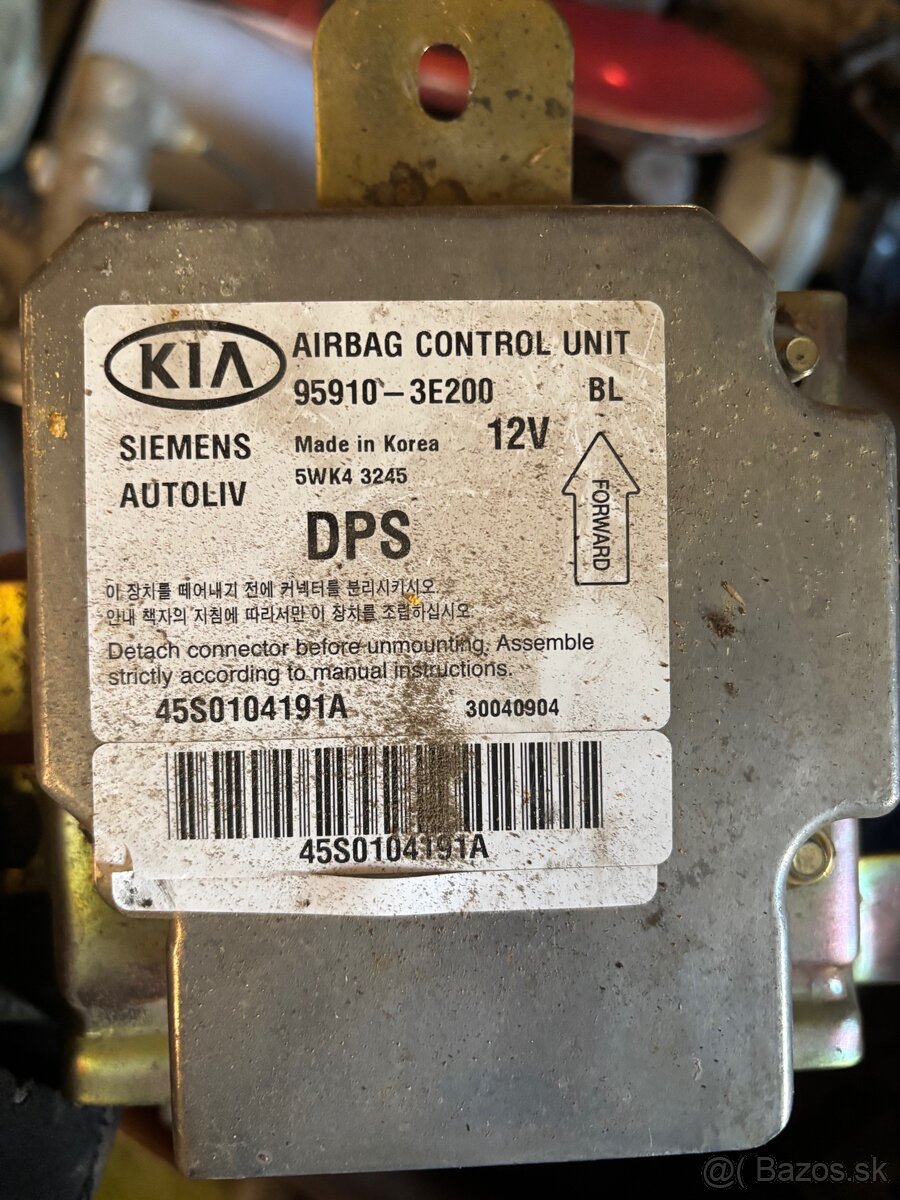 KIA AIRBAG CONTROL UNIT
95910-3E200 BL
SIEMENS
AUTOLIV
Made in Korea 12V
5WK4 3245
DPS
FORWARD
이 장치를 떼어내기 전에 커넥터를 분리시키시오
안내 책자의 지침에 따라서만 이 장치를 조립하십시오
Detach connector before unmounting. Assemble
strictly according to manual instructions.
45S0104191A 30040904
45S0104191A
@( Bazos.sk